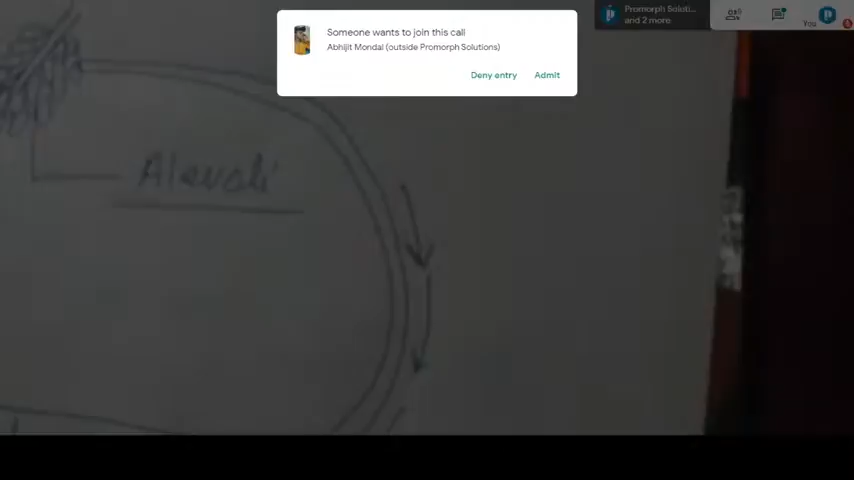 Someone wants to join this call
Abhijit Mondal (outside Promorph Solutions)
Deny entry
Admit
Promorph Soluti...
and 2 more
You
Alevoli